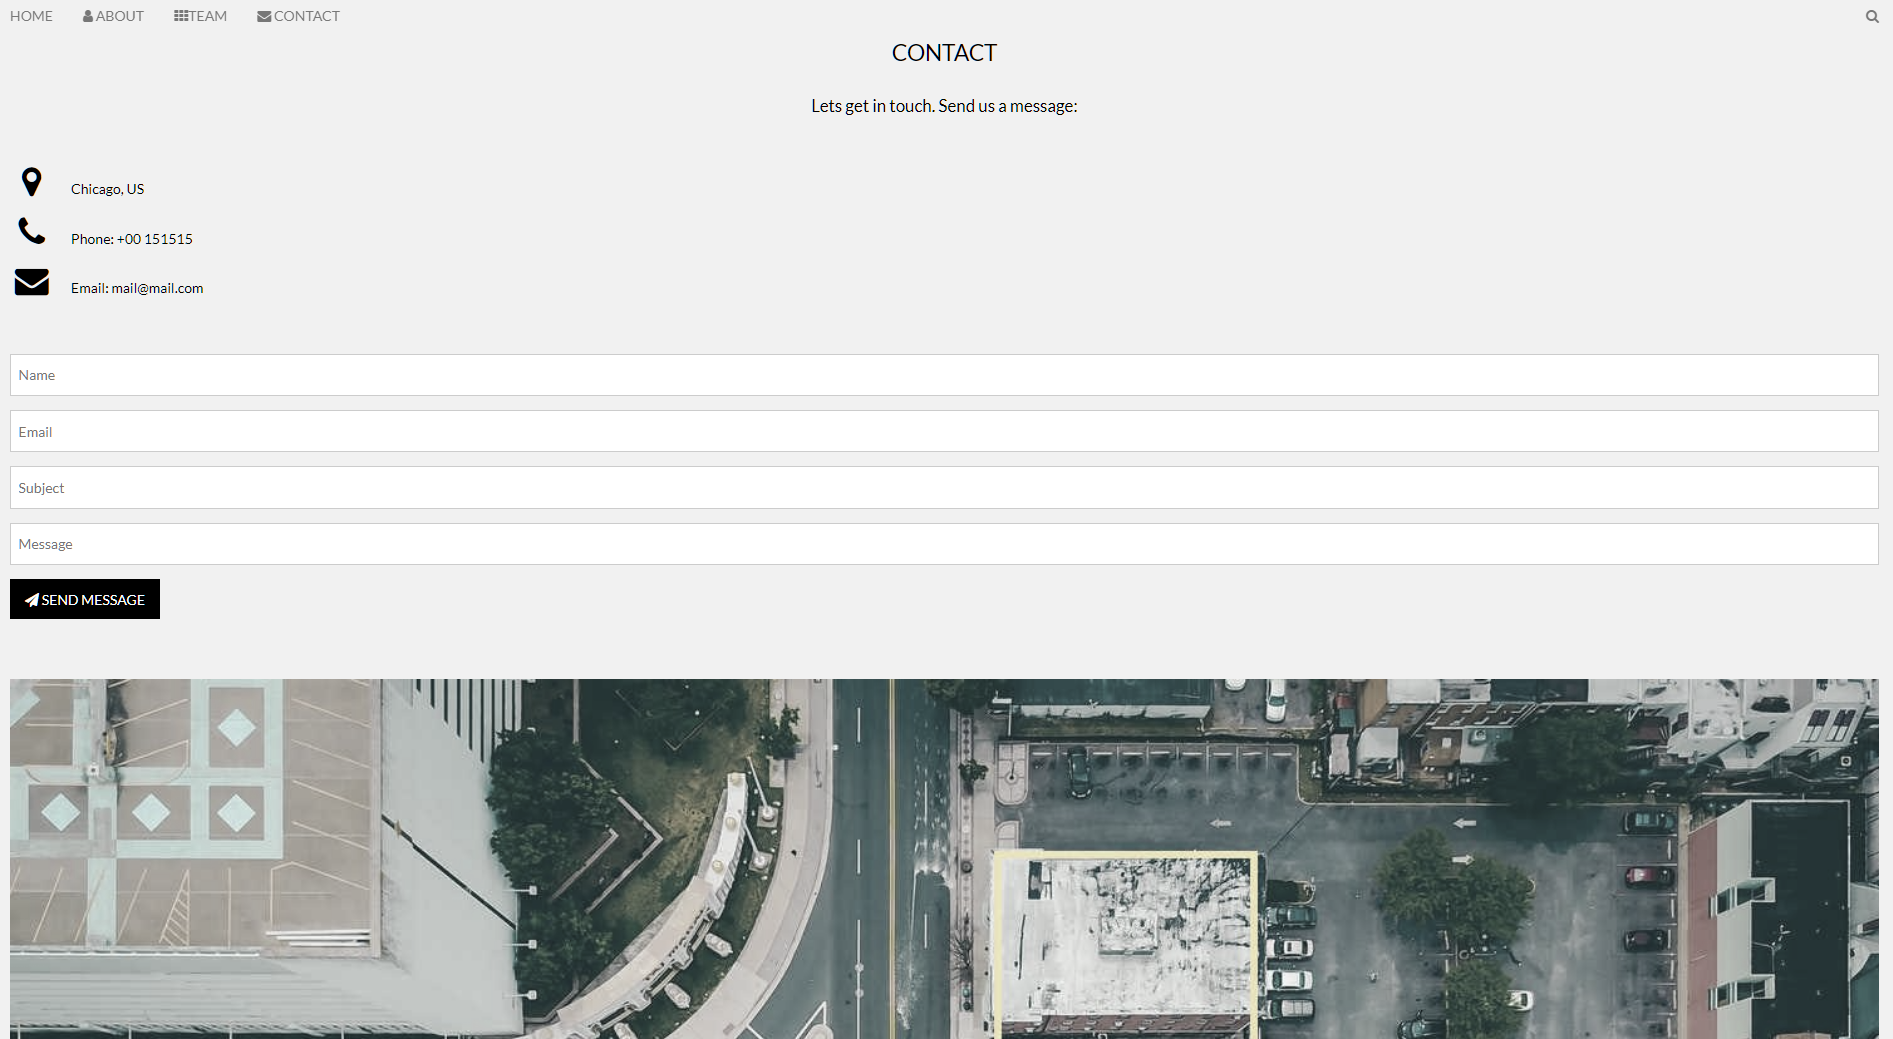 HOME ABOUT TEAM CONTACT
CONTACT
Lets get in touch. Send us a message:
Chicago, US
Phone: +00 151515
Email: mail@mail.com
Name
Email
Subject
Message
SEND MESSAGE